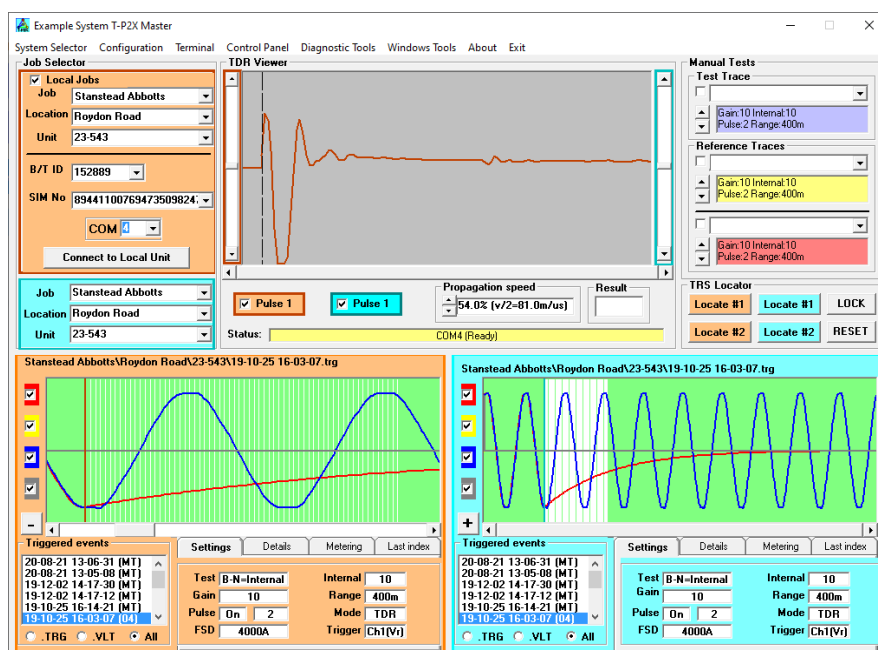 Example System T-P2X Master
System Selector Configuration Terminal Control Panel Diagnostic Tools Windows Tools About Exit
Job Selector
Local Jobs
Job Stanstead Abbotts
Location Roydon Road
Unit 23-543
B/T ID 152889
SIM No 8944110076947350982
COM 4
Connect to Local Unit
Job Stanstead Abbotts
Location Roydon Road
Unit 23-543
TDR Viewer
Pulse 1
Pulse 1
Propagation speed
54.0% (v/2=81.0m/us)
Result
Status: COM4 (Ready)
Manual Tests
Test Trace
Gain:10 Internal:10
Pulse:2 Range:400m
Reference Traces
Gain:10 Internal:10
Pulse:2 Range:400m
Gain:10 Internal:10
Pulse:2 Range:400m
TRS Locator
Locate #1 Locate #1 LOCK
Locate #2 Locate #2 RESET
Stanstead Abbotts\Roydon Road\23-543\19-10-25 16-03-07.trg
-
Triggered events
20-08-21 13-06-31 (MT)
20-08-21 13-05-08 (MT)
19-12-02 14-17-30 (MT)
19-12-02 14-17-12 (MT)
19-10-25 16-14-21 (MT)
19-10-25 16-03-07 (04)
.TRG .VLT All
Settings Details Metering Last index
Test B-N=Internal Internal 10
Gain 10 Range 400m
Pulse On 2 Mode TDR
FSD 4000A Trigger Ch1(Vr)
Stanstead Abbotts\Roydon Road\23-543\19-10-25 16-03-07.trg
+
Triggered events
20-08-21 13-06-31 (MT)
20-08-21 13-05-08 (MT)
19-12-02 14-17-30 (MT)
19-12-02 14-17-12 (MT)
19-10-25 16-14-21 (MT)
19-10-25 16-03-07 (04)
.TRG .VLT All
Settings Details Metering Last index
Test B-N=Internal Internal 10
Gain 10 Range 400m
Pulse On 2 Mode TDR
FSD 4000A Trigger Ch1(Vr)